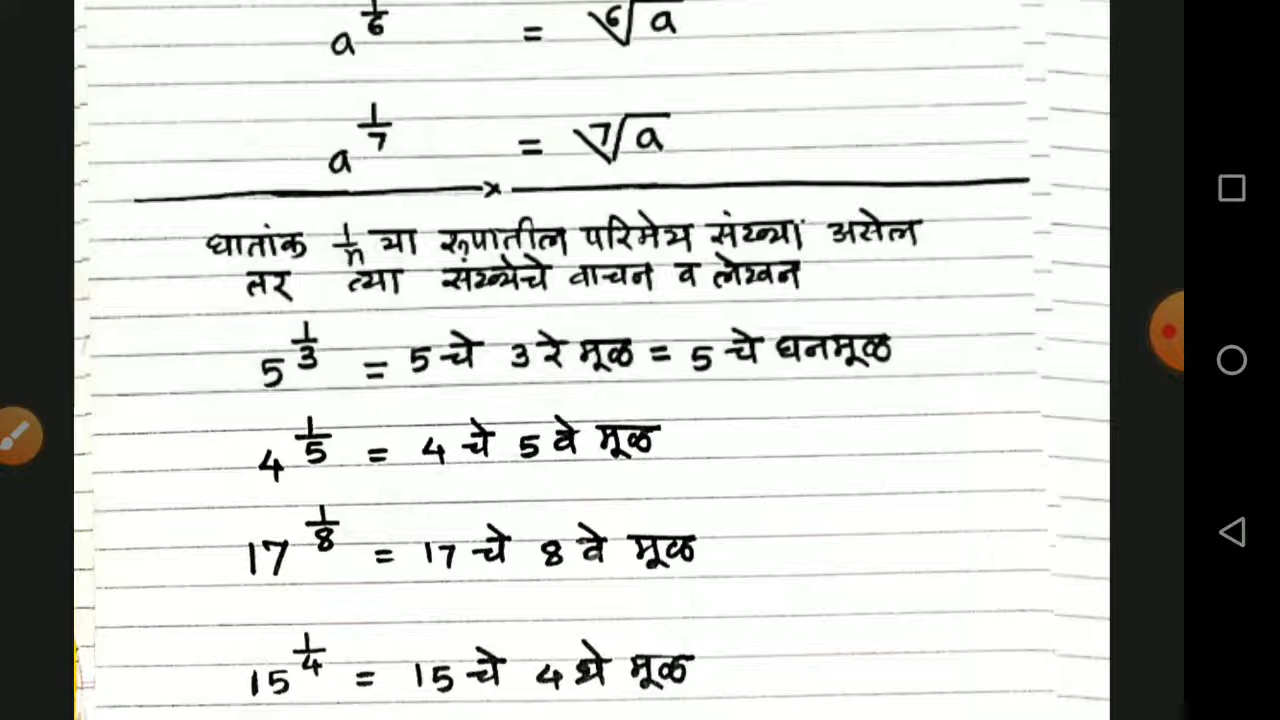 a^{1/6} = ⁶√a
a^{1/7} = ⁷√a
घातांक 1/n या रूपातील परिमेय संख्या असेल
तर त्या संख्येचे वाचन व लेखन
5^{1/3} = 5 चे 3 रे मूळ = 5 चे घनमूळ
4^{1/5} = 4 चे 5 वे मूळ
17^{1/8} = 17 चे 8 वे मूळ
15^{1/4} = 15 चे 4 थे मूळ